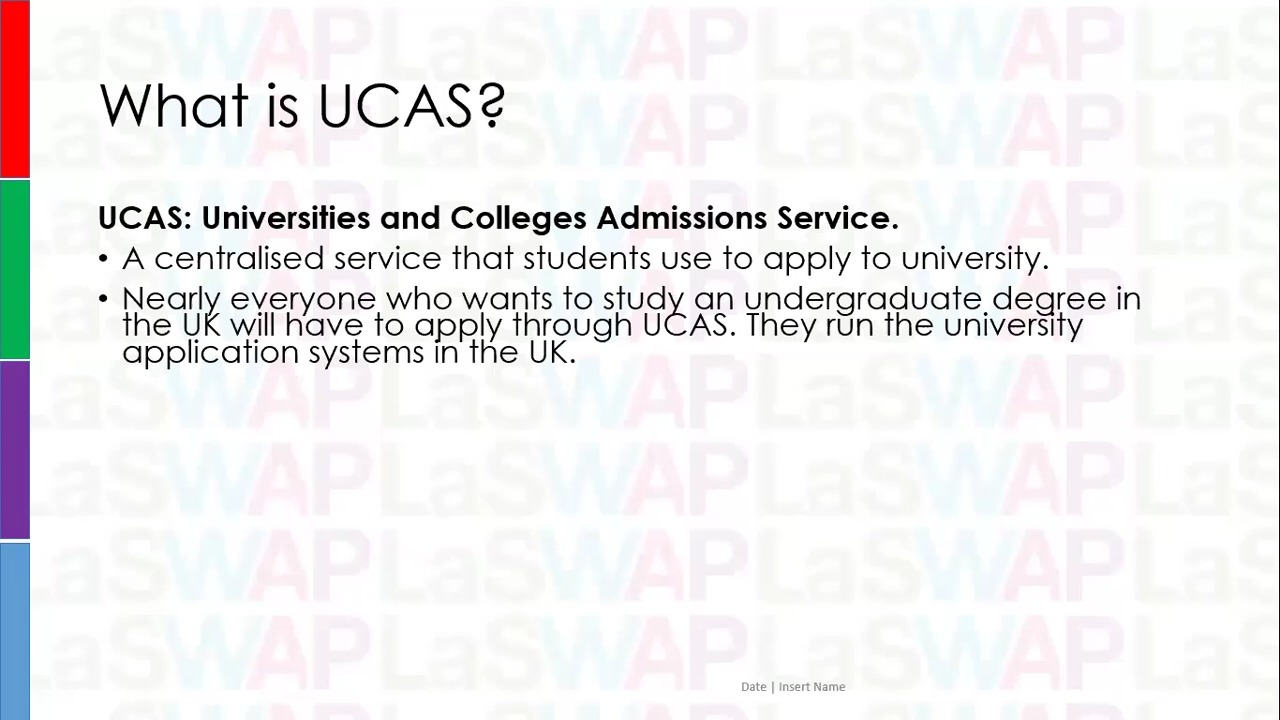 What is UCAS?
UCAS: Universities and Colleges Admissions Service.
• A centralised service that students use to apply to university.
• Nearly everyone who wants to study an undergraduate degree in
the UK will have to apply through UCAS. They run the university
application systems in the UK.
Date | Insert Name